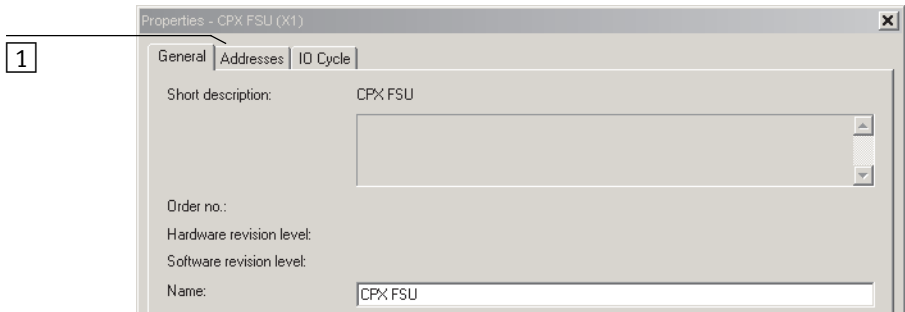 Properties - CPX FSU (X1)
1
General Addresses IO Cycle
Short description: CPX FSU
Order no.:
Hardware revision level:
Software revision level:
Name: CPX FSU